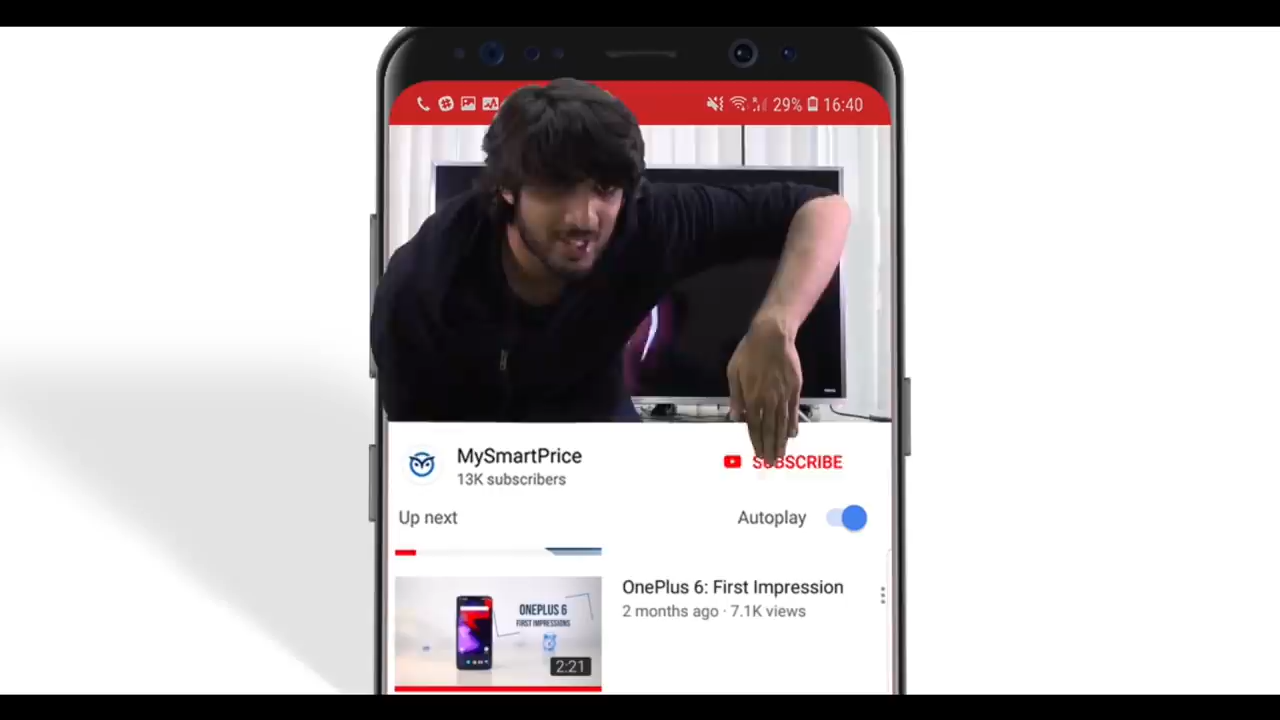 29% 16:40
MySmartPrice
13K subscribers
SUBSCRIBE
Up next
Autoplay
OnePlus 6: First Impression
2 months ago · 7.1K views
ONEPLUS 6
FIRST IMPRESSIONS
2:21